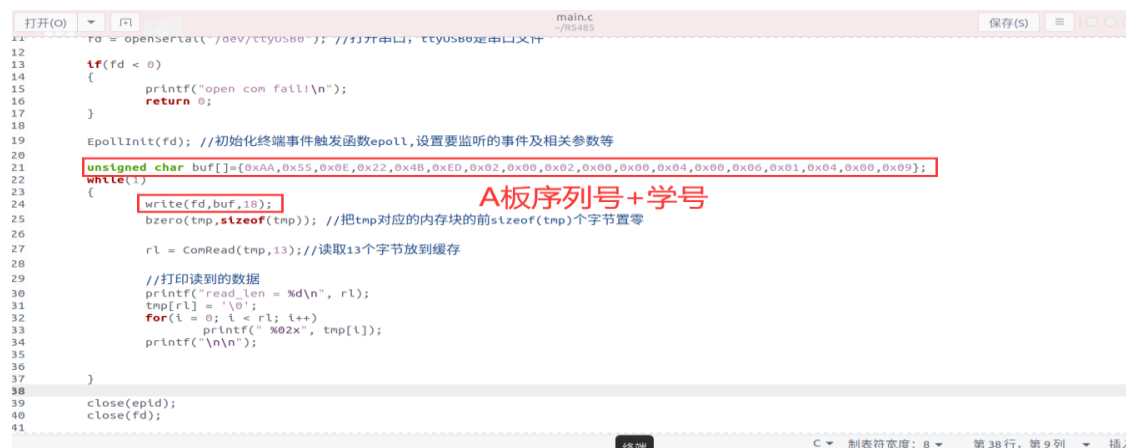 打开(O)
main.c
~/RS485
保存(S)
11 fd = openSerial("/dev/ttyUSB0"); //打开串口, ttyUSB0是串口文件
12
13 if(fd < 0)
14 {
15 printf("open com fail!\n");
16 return 0;
17 }
18
19 EpollInit(fd); //初始化终端事件触发函数epoll,设置要监听的事件及相关参数等
20
21 unsigned char buf[]={0xAA,0x55,0x0E,0x22,0x4B,0xED,0x02,0x00,0x02,0x00,0x00,0x04,0x00,0x06,0x01,0x04,0x00,0x09};
22 while(1)
23 {
24 write(fd,buf,18);
A板序列号+学号
25 bzero(tmp,sizeof(tmp)); //把tmp对应的内存块的前sizeof(tmp)个字节置零
26
27 rl = ComRead(tmp,13);//读取13个字节放到缓存
28
29 //打印读到的数据
30 printf("read_len = %d\n", rl);
31 tmp[rl] = '\0';
32 for(i = 0; i < rl; i++)
33 printf(" %02x", tmp[i]);
34 printf("\n\n");
35
36
37 }
38
39 close(epid);
40 close(fd);
41
终端
C 制表符宽度: 8 第 38 行, 第 9 列 插入